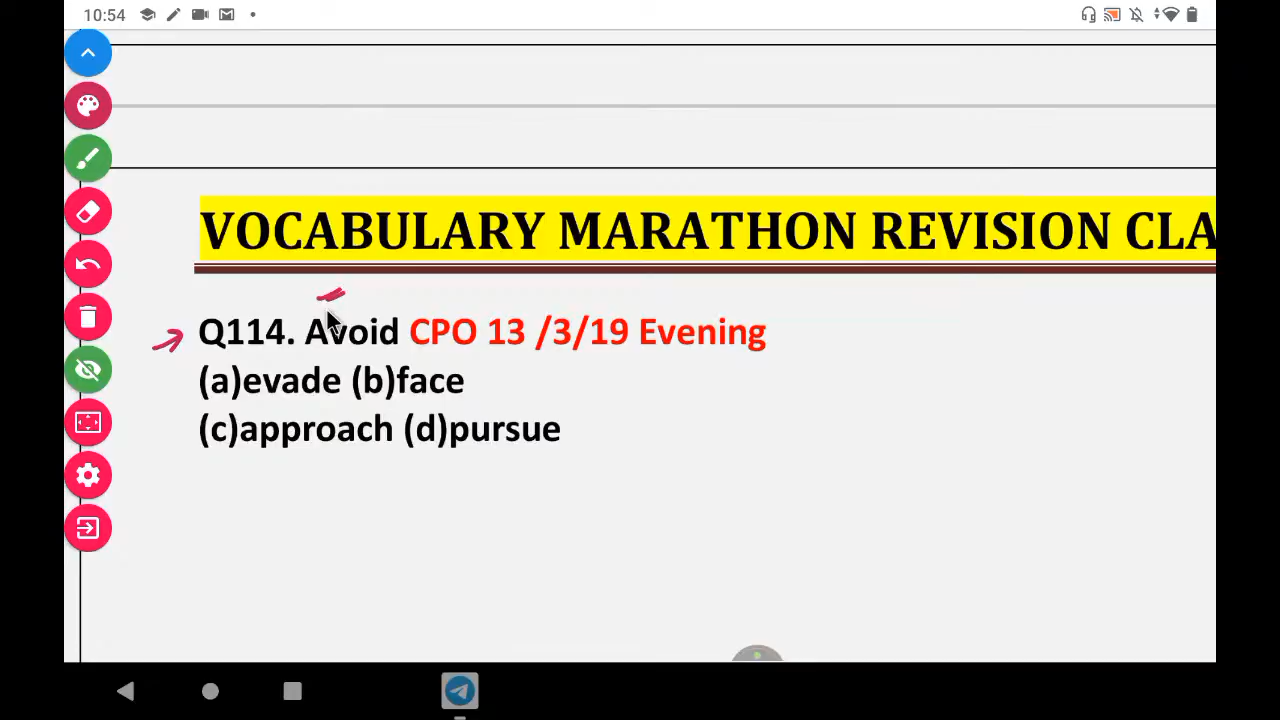 10:54
VOCABULARY MARATHON REVISION CLA
Q114. Avoid CPO 13 /3/19 Evening
(a)evade (b)face
(c)approach (d)pursue